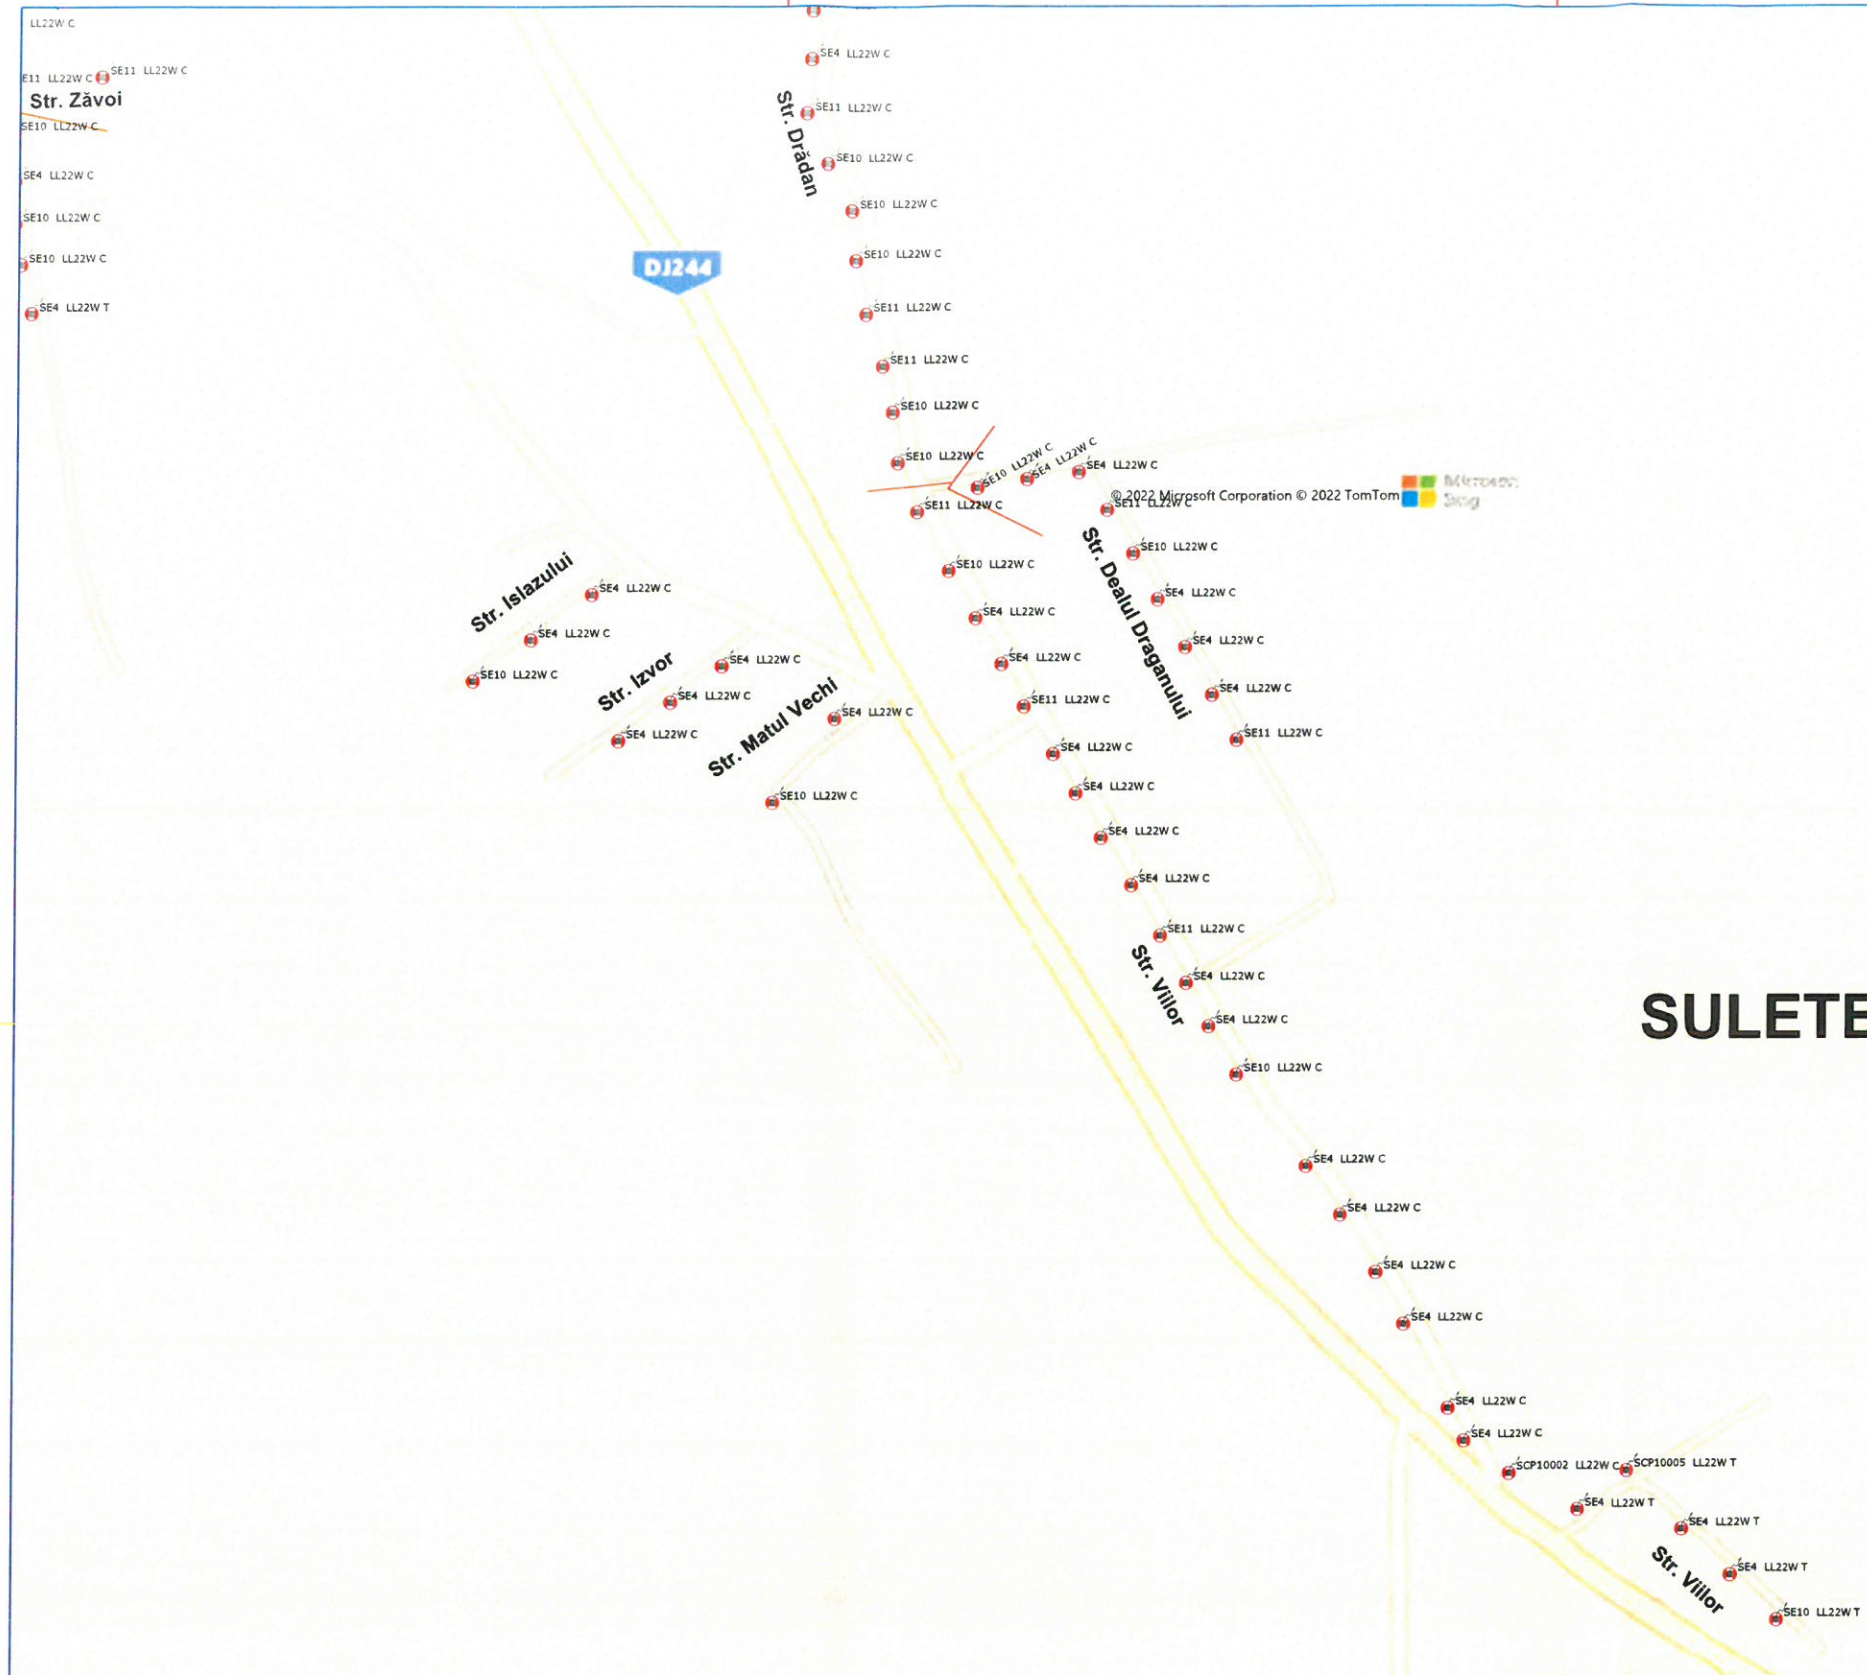 LL22W C
SE4 LL22W C
E11 LL22W C
SE11 LL22W C
Str. Zăvoi
Str. Drădan
SE11 LL22W C
SE10 LL22W C
SE10 LL22W C
SE4 LL22W C
SE10 LL22W C
SE10 LL22W C
SE10 LL22W C
SE10 LL22W C
DJ244
SE4 LL22W T
SE11 LL22W C
SE11 LL22W C
SE10 LL22W C
SE10 LL22W C
SE10 LL22W C
SE4 LL22W C
SE4 LL22W C
© 2022 Microsoft Corporation © 2022 TomTom
Microsoft
Bing
SE11 LL22W C
SE11 LL22W C
SE10 LL22W C
Str. Dealul Draganului
SE10 LL22W C
Str. Islazului
SE4 LL22W C
SE4 LL22W C
SE4 LL22W C
SE4 LL22W C
SE4 LL22W C
SE10 LL22W C
Str. Izvor
SE4 LL22W C
SE4 LL22W C
SE4 LL22W C
SE4 LL22W C
SE11 LL22W C
Str. Matul Vechi
SE4 LL22W C
SE4 LL22W C
SE11 LL22W C
SE4 LL22W C
SE10 LL22W C
SE4 LL22W C
SE4 LL22W C
SE4 LL22W C
SE11 LL22W C
Str. Viilor
SE4 LL22W C
SE4 LL22W C
SULETE
SE10 LL22W C
SE4 LL22W C
SE4 LL22W C
SE4 LL22W C
SE4 LL22W C
SE4 LL22W C
SE4 LL22W C
SCP10002 LL22W C
SCP10005 LL22W T
SE4 LL22W T
SE4 LL22W T
Str. Viilor
SE4 LL22W T
SE10 LL22W T